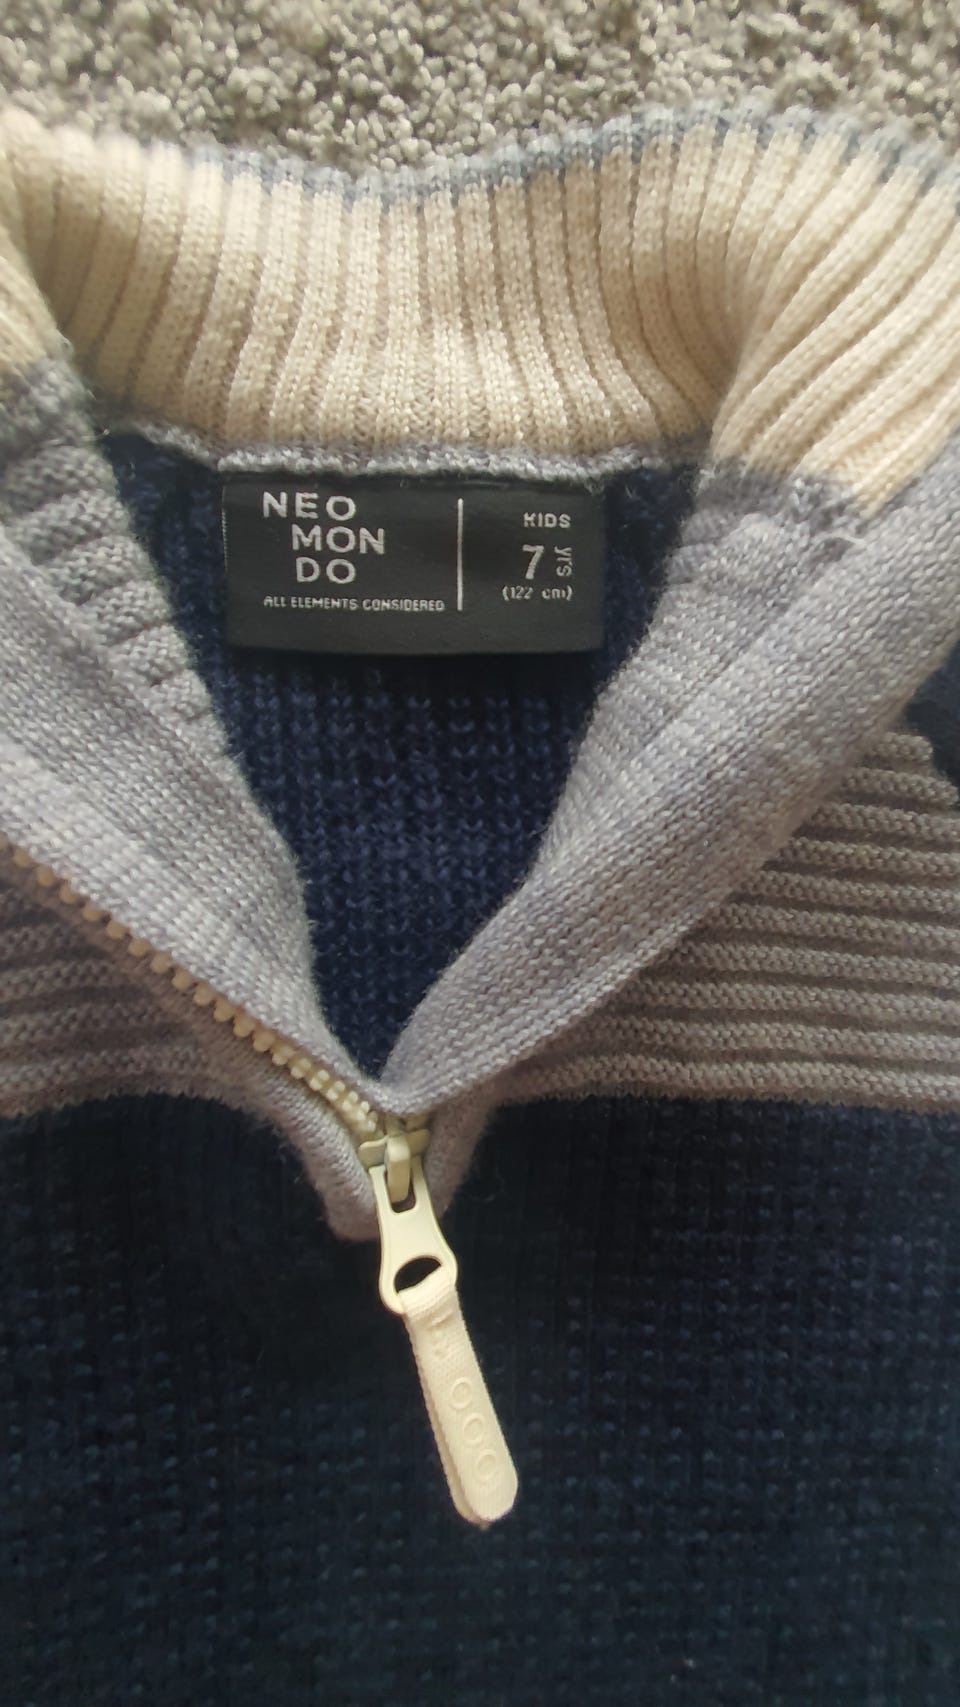 NEO
MON
DO
ALL ELEMENTS CONSIDERED
KIDS
7 yrs
(122 cm)